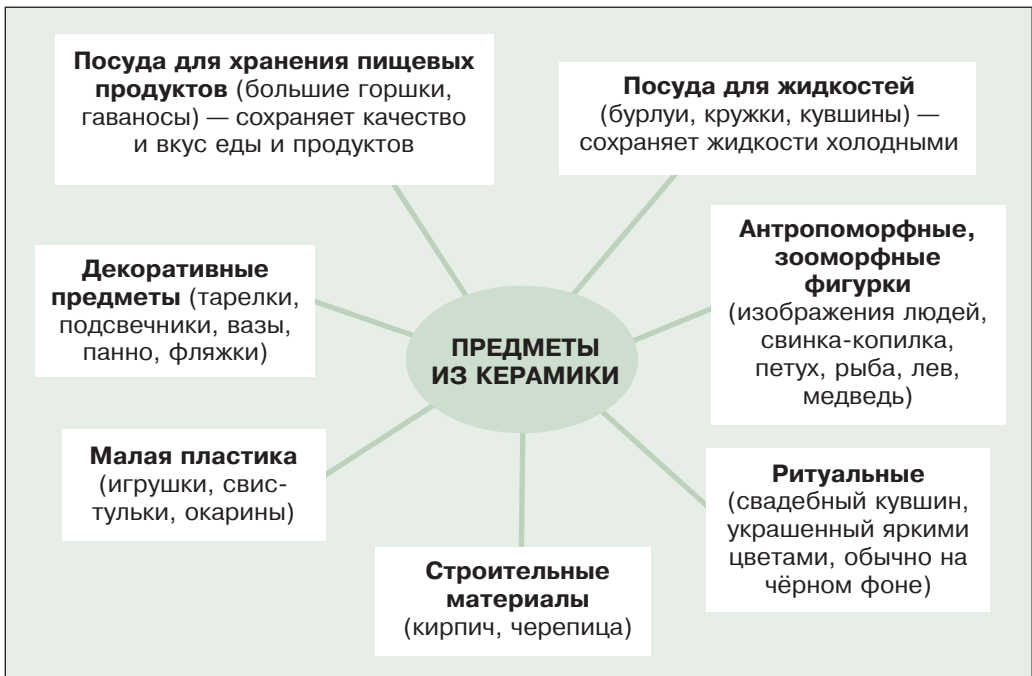 Посуда для хранения пищевых
продуктов (большие горшки,
гаваносы) — сохраняет качество
и вкус еды и продуктов
Посуда для жидкостей
(бурлуи, кружки, кувшины) —
сохраняет жидкости холодными
Декоративные
предметы (тарелки,
подсвечники, вазы,
панно, фляжки)
ПРЕДМЕТЫ
ИЗ КЕРАМИКИ
Антропоморфные,
зооморфные
фигурки
(изображения людей,
свинка-копилка,
петух, рыба, лев,
медведь)
Малая пластика
(игрушки, свис-
тульки, окарины)
Строительные
материалы
(кирпич, черепица)
Ритуальные
(свадебный кувшин,
украшенный яркими
цветами, обычно на
чёрном фоне)